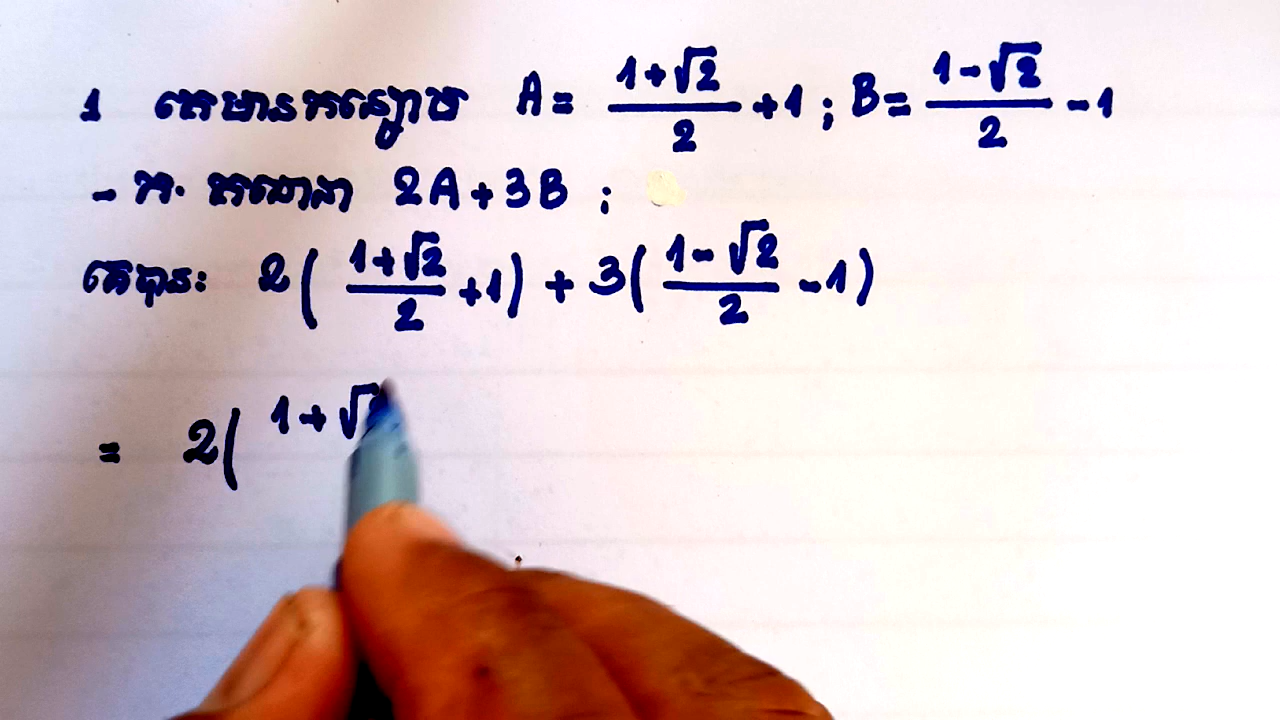 1 គេមានកន្សោម A = (1+√2)/2 + 1 ; B = (1-√2)/2 - 1
- ក. គណនា 2A + 3B ;
គេបាន: 2( (1+√2)/2 + 1) + 3( (1-√2)/2 - 1)
= 2( 1+√2